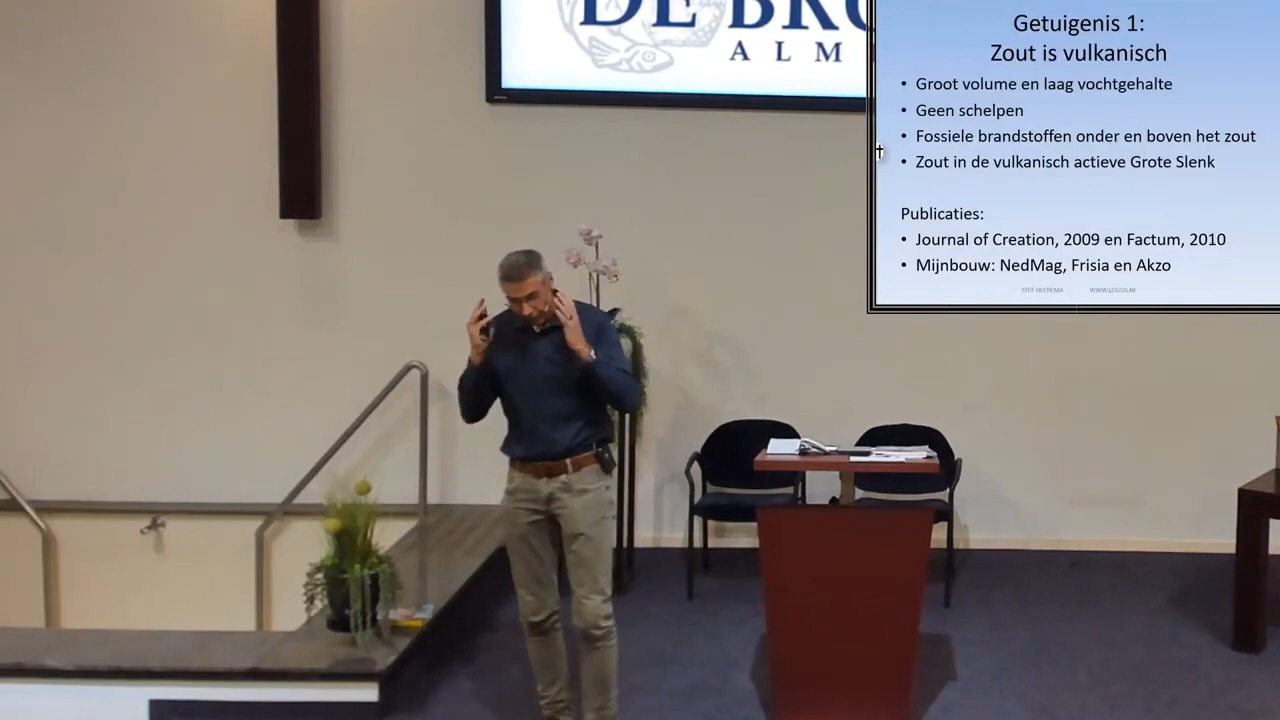 DE BRU
ALM
Getuigenis 1:
Zout is vulkanisch
• Groot volume en laag vochtgehalte
• Geen schelpen
• Fossiele brandstoffen onder en boven het zout
• Zout in de vulkanisch actieve Grote Slenk
Publicaties:
• Journal of Creation, 2009 en Factum, 2010
• Mijnbouw: NedMag, Frisia en Akzo
STEF HEEREMA WWW.LOGOS.NL